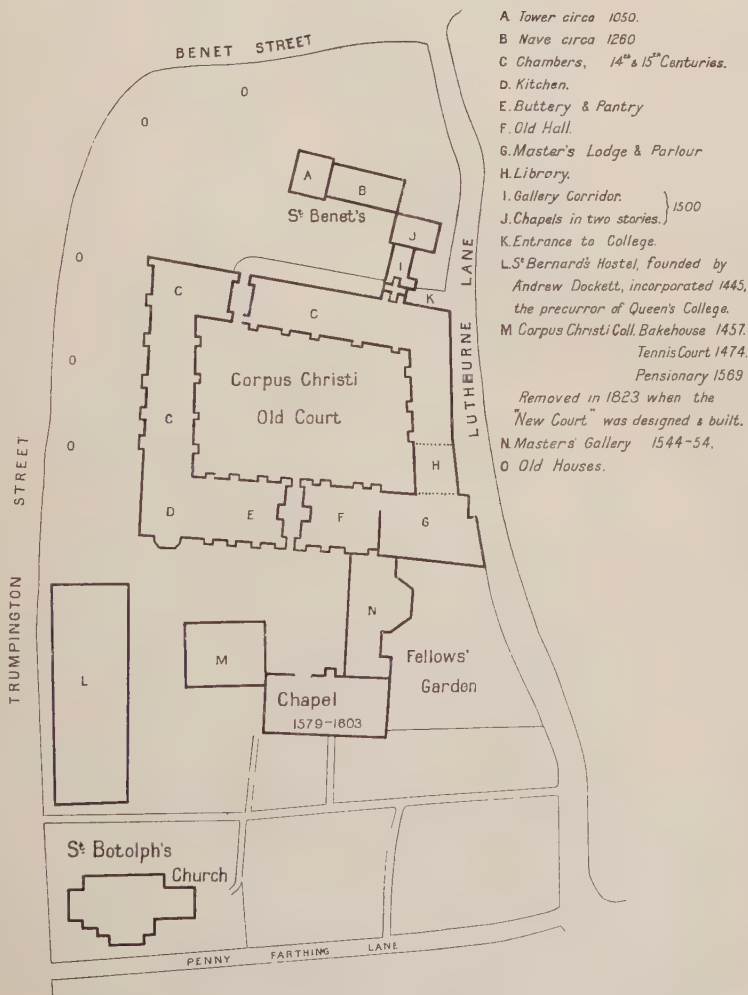 A Tower circa 1050.
B Nave circa 1260
C Chambers, 14th & 15th Centuries.
D. Kitchen.
E. Buttery & Pantry
F. Old Hall.
G. Master's Lodge & Parlour
H. Library.
I. Gallery Corridor.
J. Chapels in two stories. } 1500
K. Entrance to College.
L. St Bernard's Hostel, founded by
Andrew Dockett, incorporated 1445,
the precurror of Queen's College.
M Corpus Christi Coll. Bakehouse 1457.
Tennis Court 1474.
Pensionary 1569
Removed in 1823 when the
"New Court" was designed & built.
N. Masters' Gallery 1544-54.
O Old Houses.
BENET STREET
O
O
A
B
St Benet's
J
I
K
LUTHBURNE LANE
O
C
C
Corpus Christi
Old Court
O
C
O
H
D
E
F
G
TRUMPINGTON STREET
N
M
L
Fellows'
Garden
Chapel
1579-1603
St Botolph's
Church
PENNY FARTHING LANE